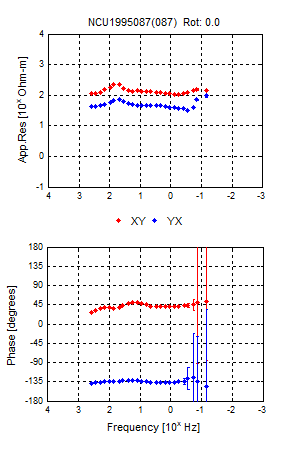 NCU1995087(087) Rot: 0.0
App.Res [10ˣ Ohm-m]
4
3
2
1
0
-1
4 3 2 1 0 -1 -2 -3
XY YX
Phase [degrees]
180
135
90
45
0
-45
-90
-135
-180
4 3 2 1 0 -1 -2 -3
Frequency [10ˣ Hz]